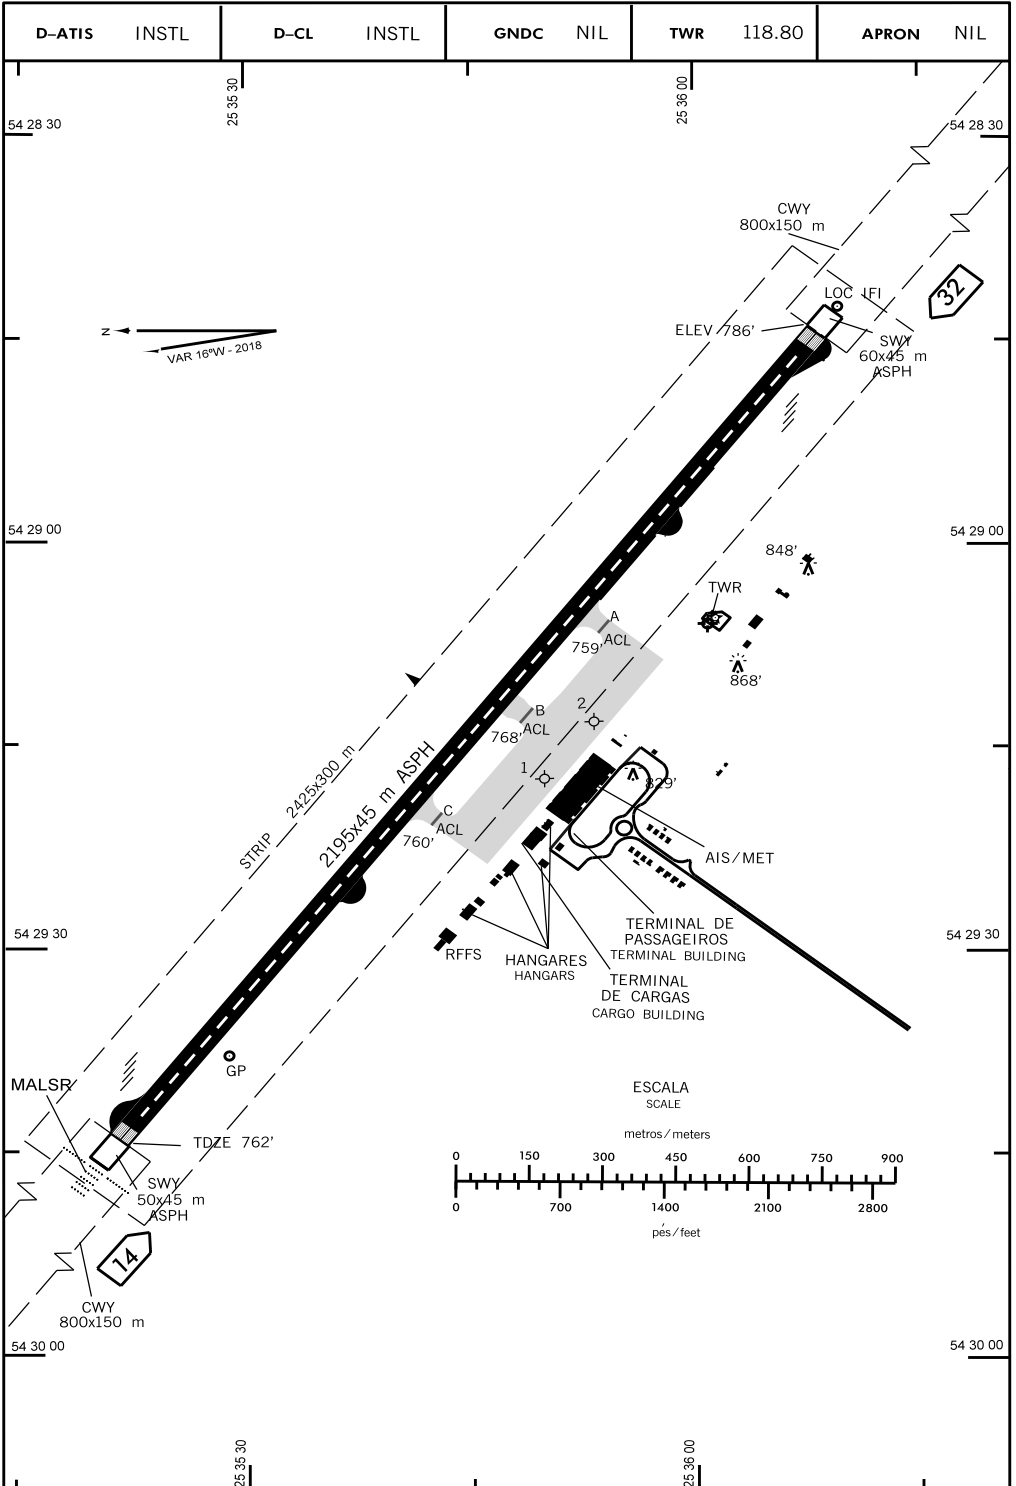 D–ATIS INSTL D–CL INSTL GNDC NIL TWR 118.80 APRON NIL
25 35 30
25 36 00
54 28 30
54 28 30
CWY
800x150 m
32
LOC IFI
ELEV 786'
SWY
60x45 m
ASPH
N
VAR 16ºW - 2018
54 29 00
54 29 00
848'
TWR
A
ACL
759'
868'
B
ACL
768'
2
1
829'
STRIP 2425x300 m
2195x45 m ASPH
C
ACL
760'
AIS/MET
TERMINAL DE
PASSAGEIROS
TERMINAL BUILDING
54 29 30
54 29 30
RFFS
HANGARES
HANGARS
TERMINAL
DE CARGAS
CARGO BUILDING
GP
MALSR
TDZE 762'
ESCALA
SCALE
metros/meters
0 150 300 450 600 750 900
0 700 1400 2100 2800
pés/feet
SWY
50x45 m
ASPH
14
CWY
800x150 m
54 30 00
54 30 00
25 35 30
25 36 00